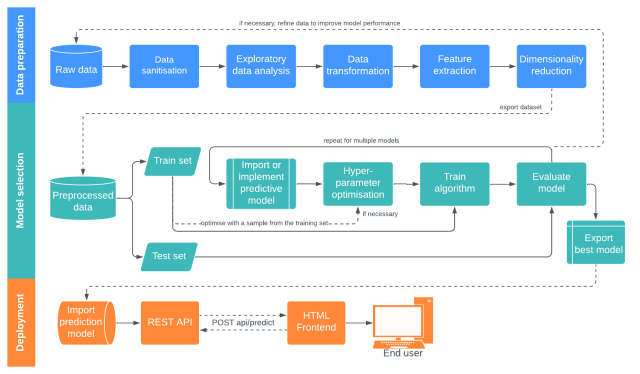 if necessary, refine data to improve model performance
Data preparation
Raw data
Data
sanitisation
Exploratory
data analysis
Data
transformation
Feature
extraction
Dimensionality
reduction
export dataset
Model selection
repeat for multiple models
Train set
Preprocessed
data
Import or
implement
predictive
model
Hyper-
parameter
optimisation
Train
algorithm
Evaluate
model
if necessary
optimise with a sample from the training set
Test set
Export
best model
Deployment
Import
prediction
model
REST API
POST api/predict
HTML
Frontend
End user